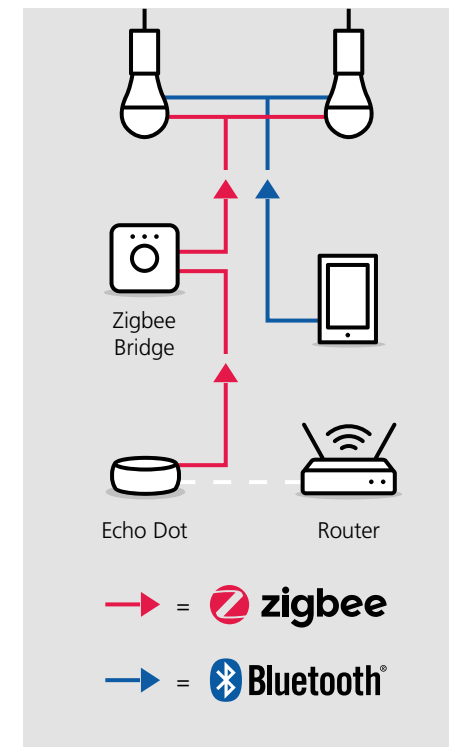 Zigbee
Bridge
Echo Dot
Router
= zigbee
= Bluetooth®